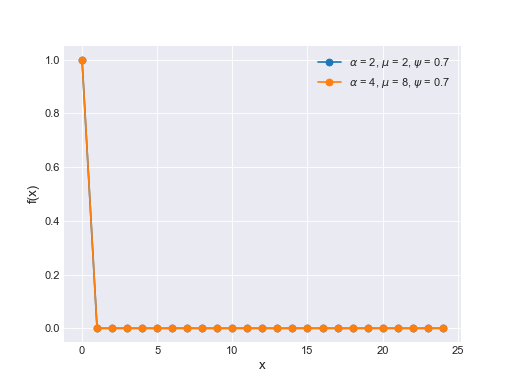 α = 2, μ = 2, ψ = 0.7
α = 4, μ = 8, ψ = 0.7
1.0
0.8
0.6
0.4
0.2
0.0
f(x)
0 5 10 15 20 25
x